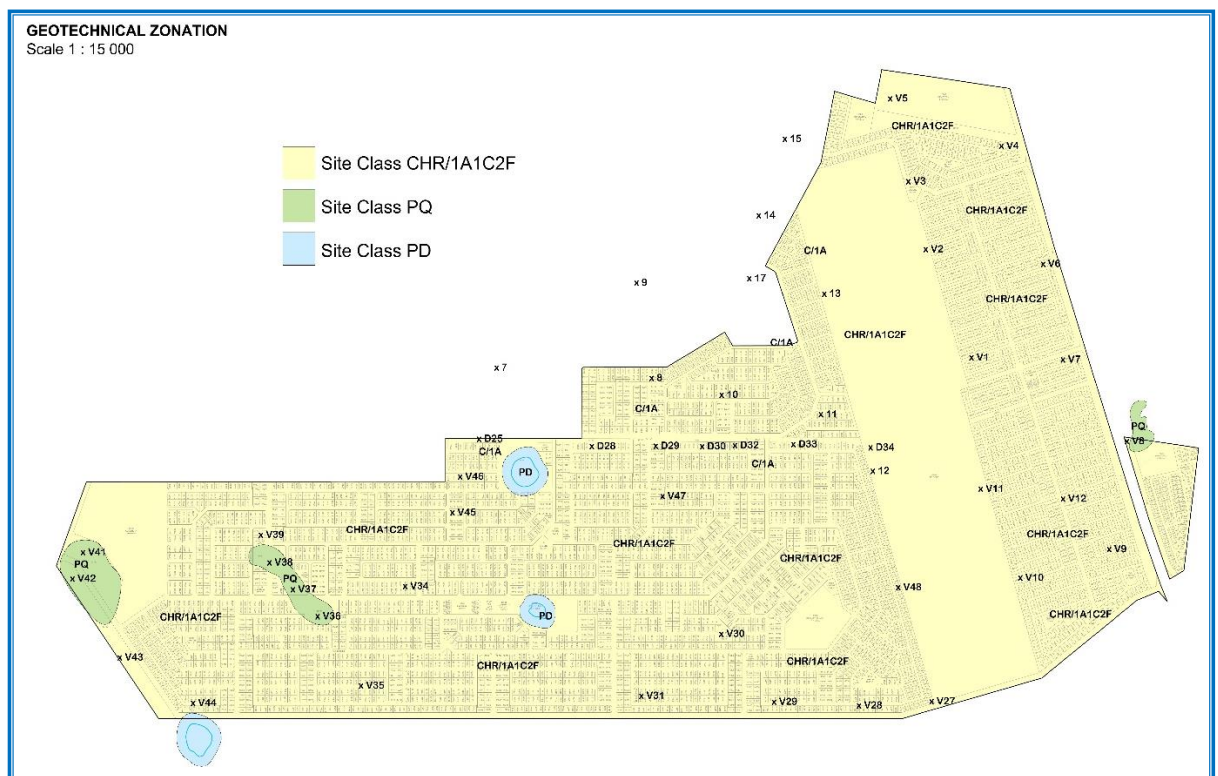 GEOTECHNICAL ZONATION
Scale 1 : 15 000
Site Class CHR/1A1C2F
Site Class PQ
Site Class PD
x V5
CHR/1A1C2F
x 15
x V4
x V3
CHR/1A1C2F
x 14
C/1A
x V2
x V6
x 17
x 9
x 13
CHR/1A1C2F
CHR/1A1C2F
C/1A
x V1
x V7
x 7
x 8
x 10
C/1A
x 11
PQ
x V8
x D25
C/1A
x D28
x D29
x D30
x D32
x D33
x D34
C/1A
PD
x 12
x V46
x V47
x V11
x V12
x V45
CHR/1A1C2F
x V39
CHR/1A1C2F
CHR/1A1C2F
x V9
x V41
PQ
x V42
x V38
PQ
x V37
x V34
CHR/1A1C2F
x V48
x V10
CHR/1A1C2F
x V36
PD
CHR/1A1C2F
x V30
x V43
CHR/1A1C2F
CHR/1A1C2F
x V35
x V31
x V44
x V29
x V28
x V27